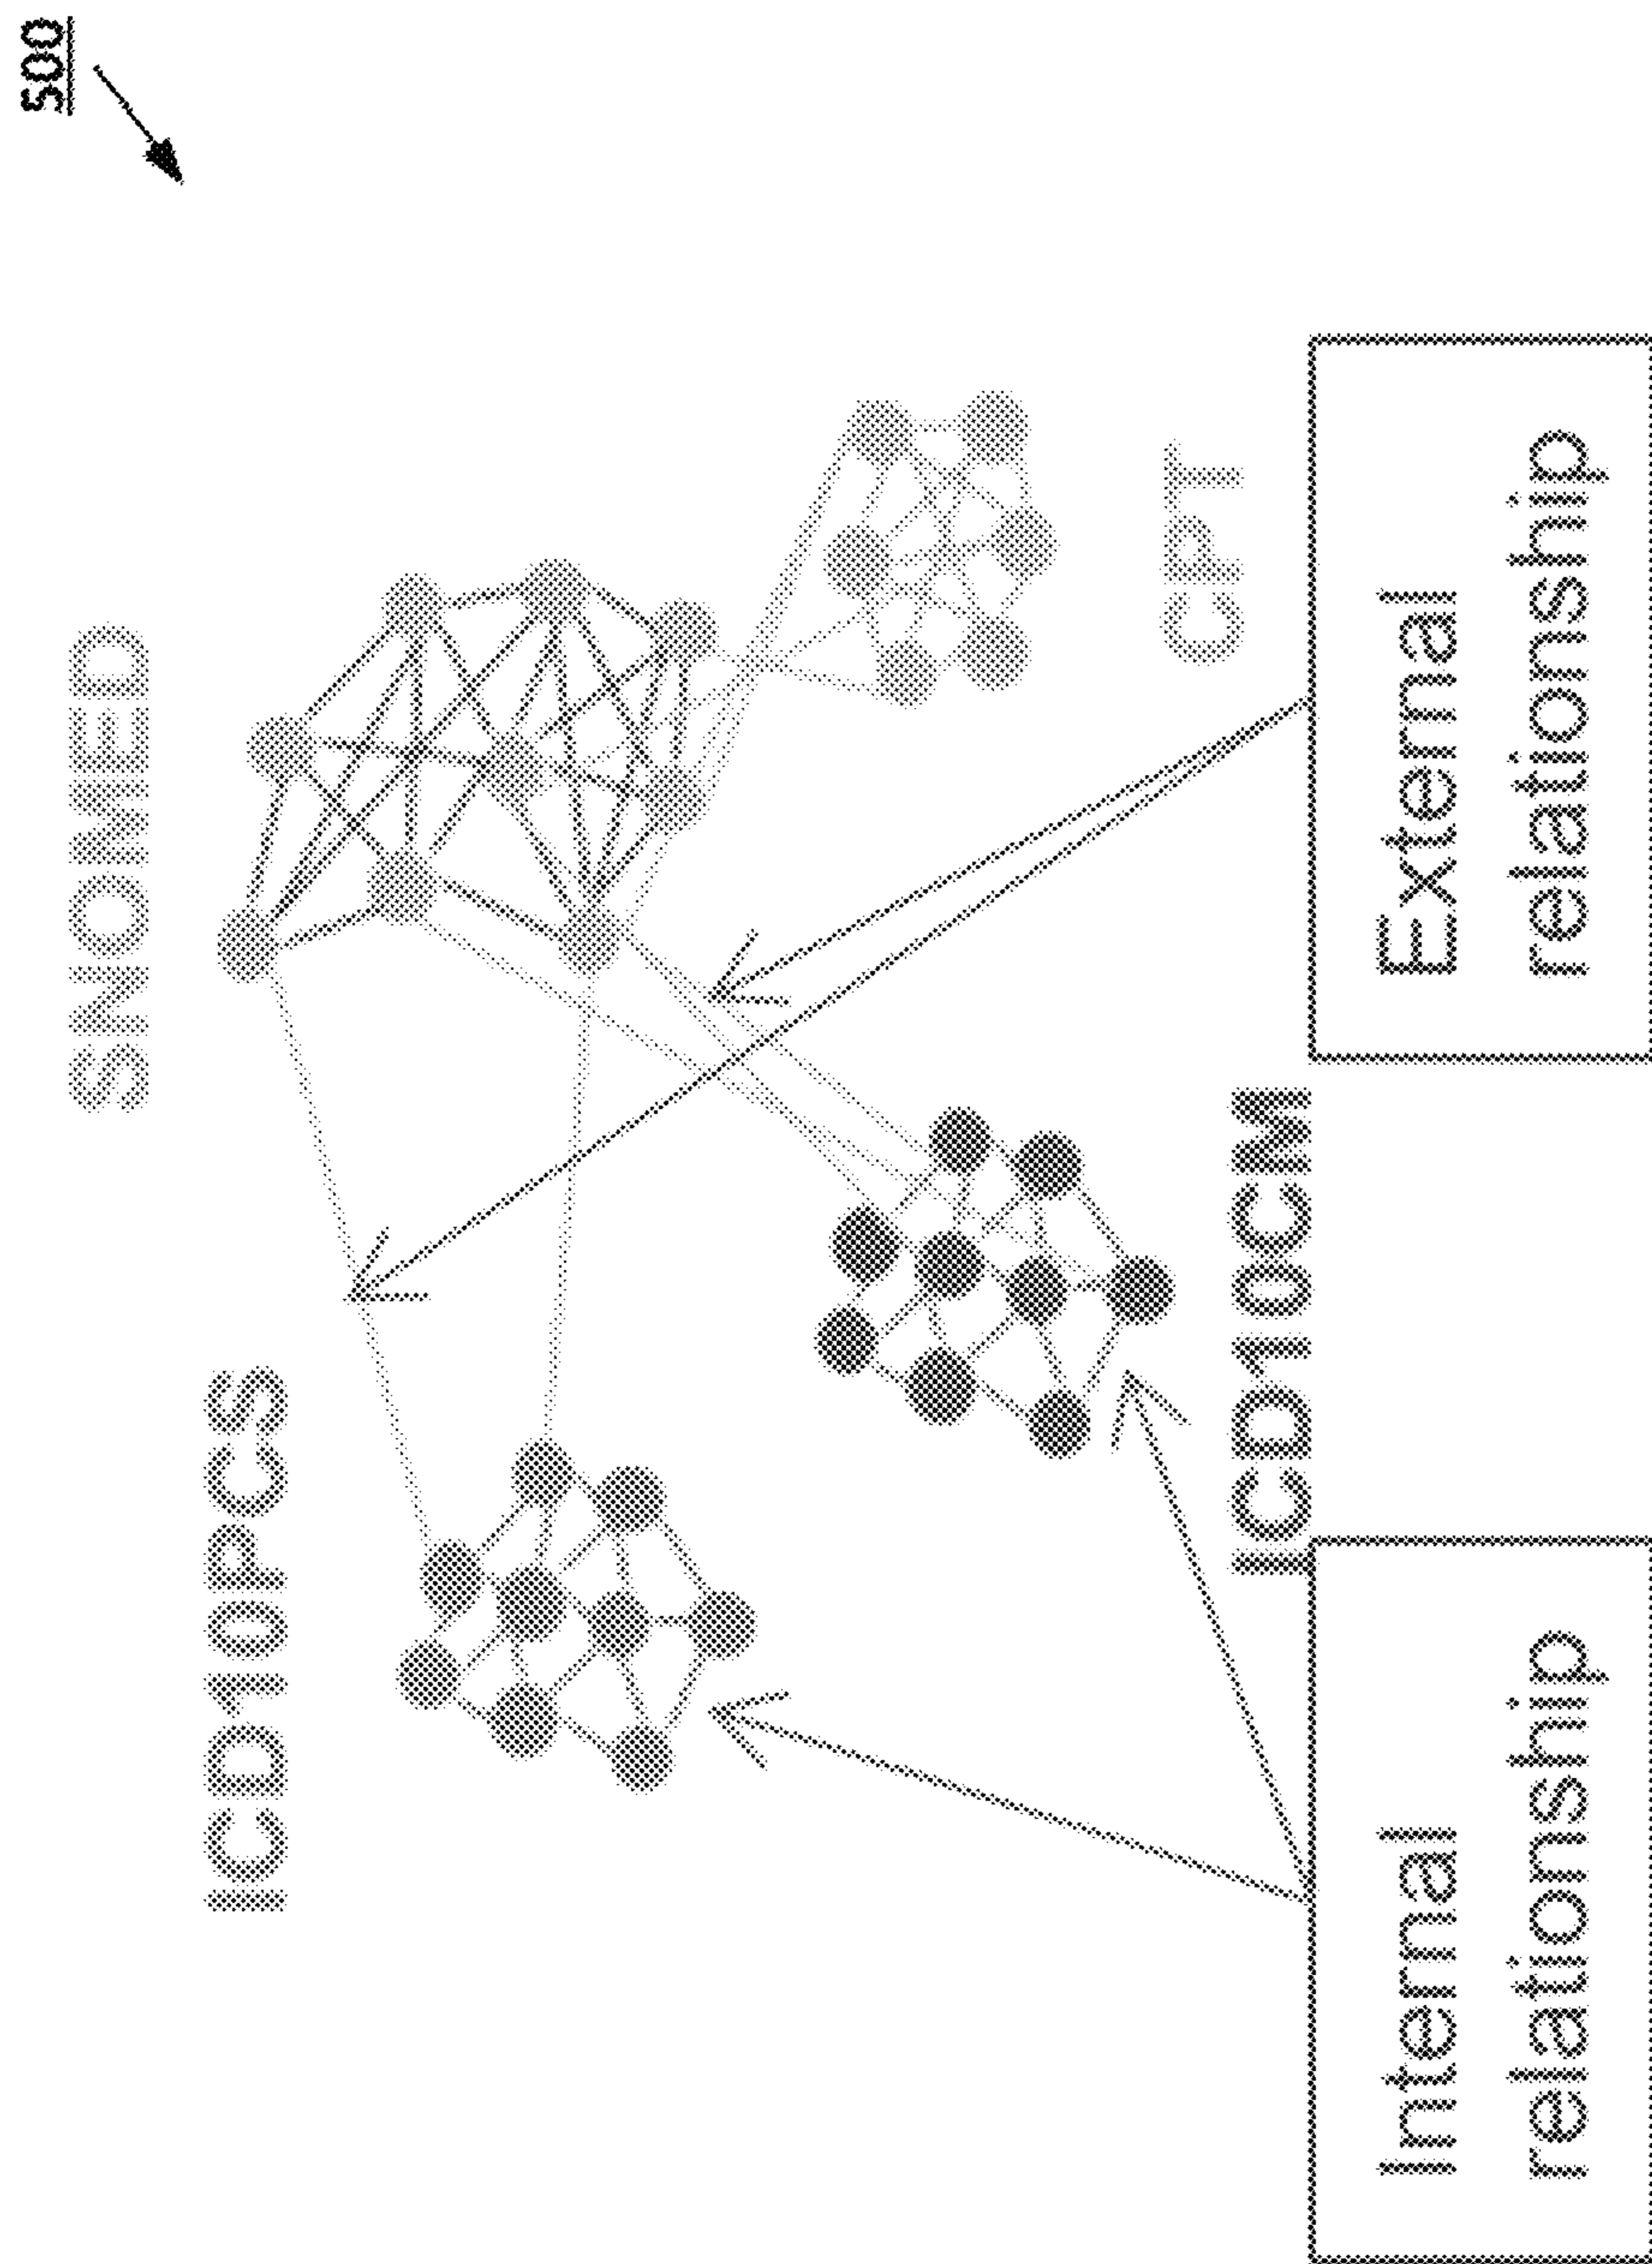 500
SNOMED
ICD10PCS
CPT
ICD10CM
Internal
relationship
External
relationship